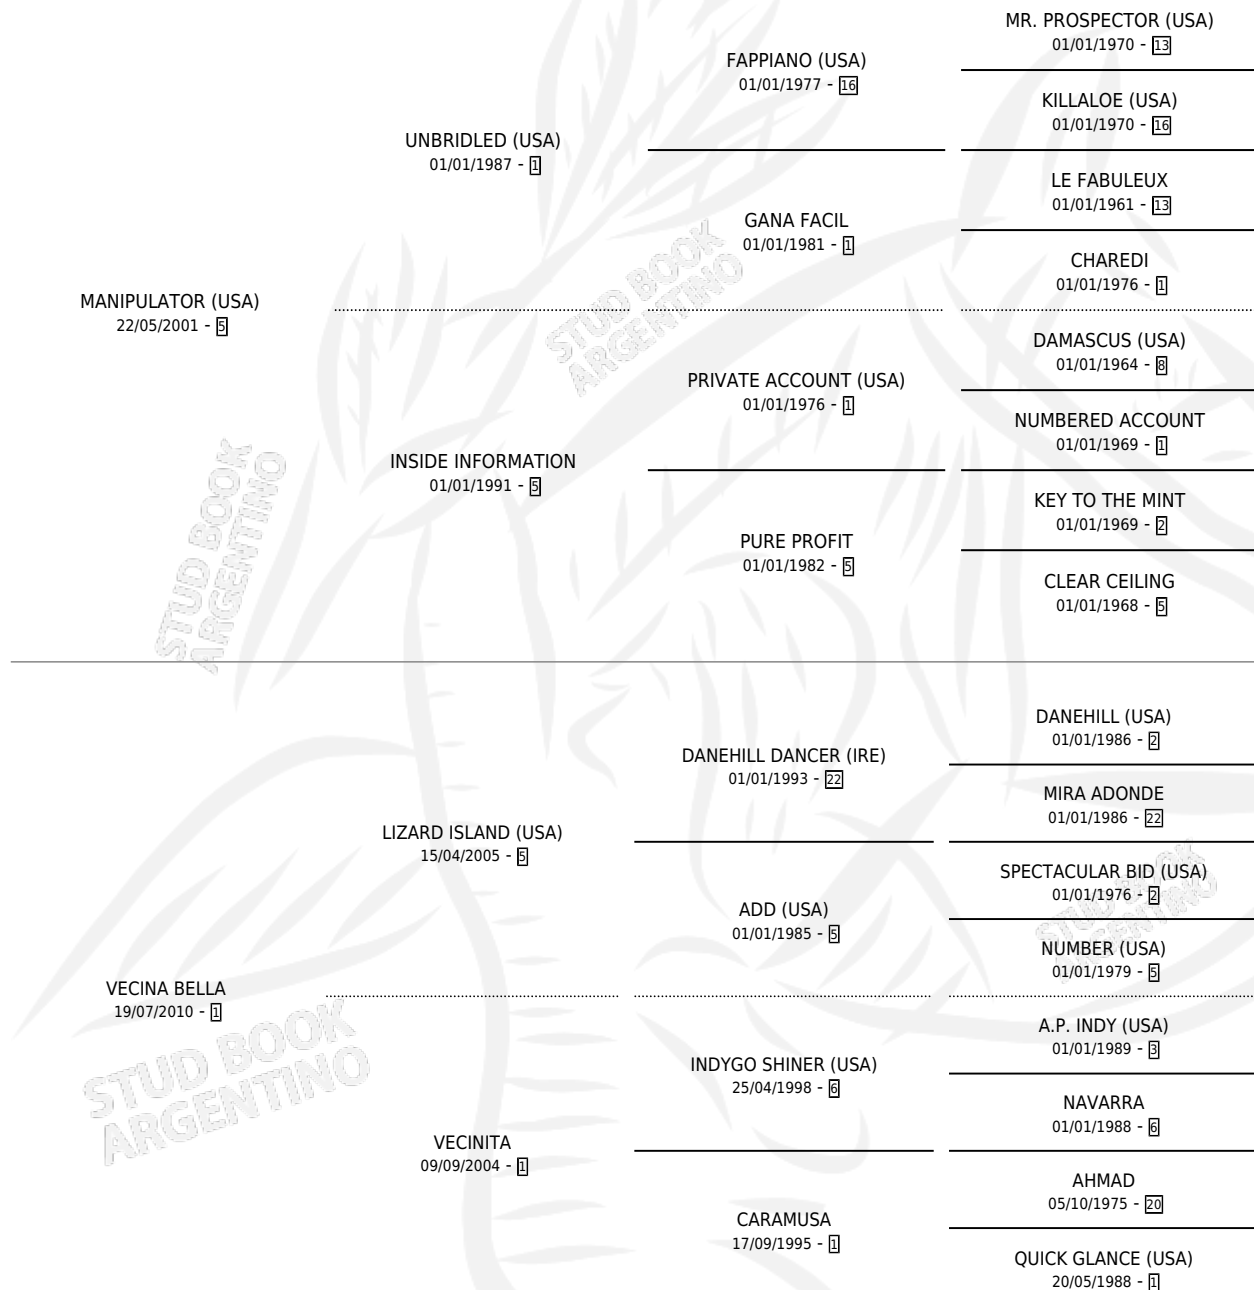 MR. PROSPECTOR (USA)
01/01/1970 - 13
FAPPIANO (USA)
01/01/1977 - 16
KILLALOE (USA)
01/01/1970 - 16
UNBRIDLED (USA)
01/01/1987 - 1
LE FABULEUX
01/01/1961 - 13
GANA FACIL
01/01/1981 - 1
CHAREDI
01/01/1976 - 1
MANIPULATOR (USA)
22/05/2001 - 5
DAMASCUS (USA)
01/01/1964 - 8
PRIVATE ACCOUNT (USA)
01/01/1976 - 1
NUMBERED ACCOUNT
01/01/1969 - 1
INSIDE INFORMATION
01/01/1991 - 5
KEY TO THE MINT
01/01/1969 - 2
PURE PROFIT
01/01/1982 - 5
CLEAR CEILING
01/01/1968 - 5
DANEHILL (USA)
01/01/1986 - 2
DANEHILL DANCER (IRE)
01/01/1993 - 22
MIRA ADONDE
01/01/1986 - 22
LIZARD ISLAND (USA)
15/04/2005 - 5
SPECTACULAR BID (USA)
01/01/1976 - 2
ADD (USA)
01/01/1985 - 5
NUMBER (USA)
01/01/1979 - 5
VECINA BELLA
19/07/2010 - 1
A.P. INDY (USA)
01/01/1989 - 3
INDYGO SHINER (USA)
25/04/1998 - 6
NAVARRA
01/01/1988 - 6
VECINITA
09/09/2004 - 1
AHMAD
05/10/1975 - 20
CARAMUSA
17/09/1995 - 1
QUICK GLANCE (USA)
20/05/1988 - 1
STUD BOOK
ARGENTINO
STUD BOOK
ARGENTINO
STUD BOOK
ARGENTINO
STUD BOOK
ARGENTINO